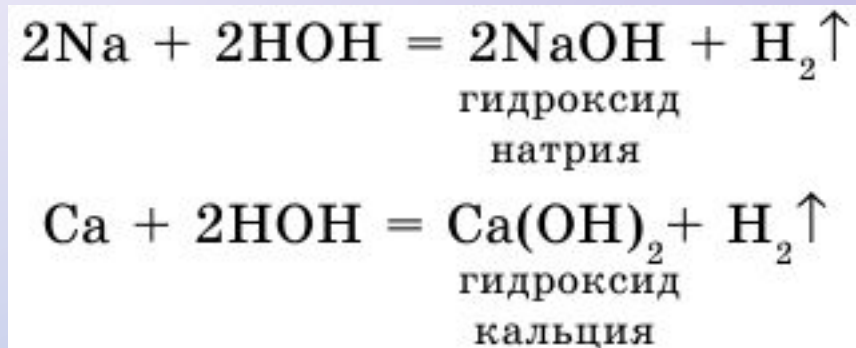 2Na + 2HOH = 2NaOH + H₂↑
гидроксид
натрия
Ca + 2HOH = Ca(OH)₂+ H₂↑
гидроксид
кальция